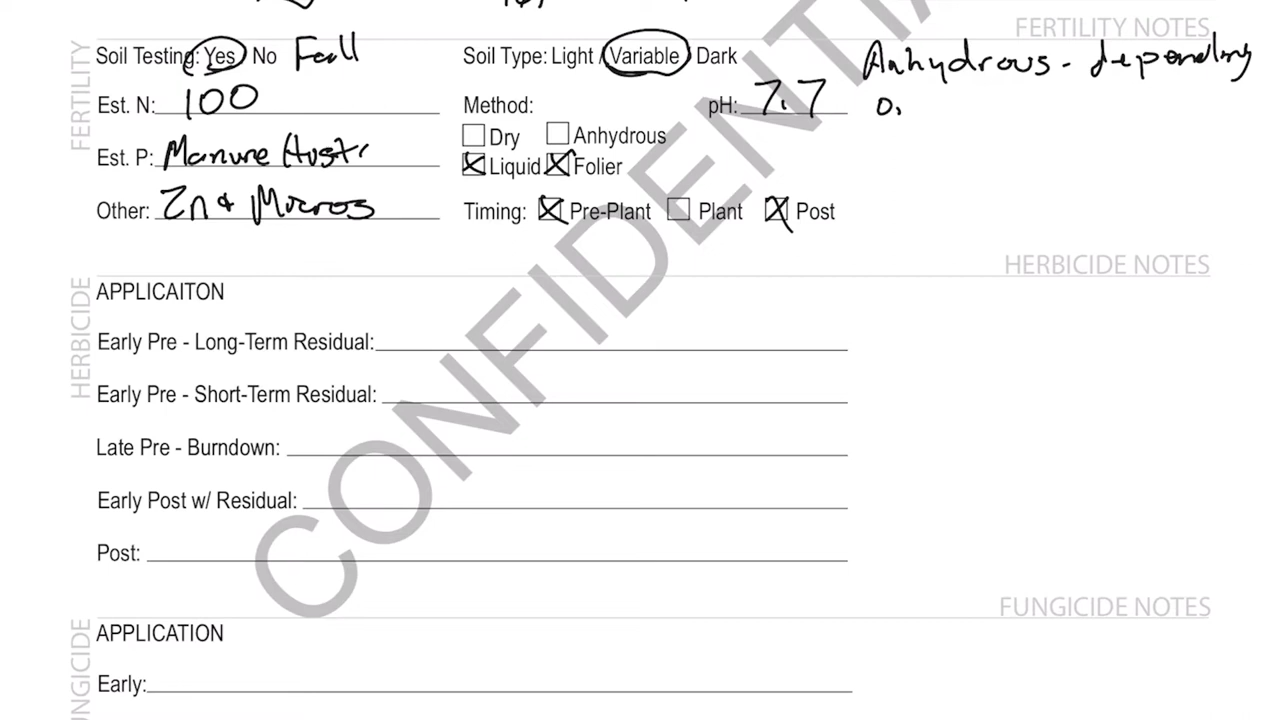 FERTILITY NOTES
FERTILITY
Soil Testing: Yes No Fall
Soil Type: Light / Variable Dark
Anhydrous - depending
Est. N: 100
Method:
pH: 7.7
Dry
Anhydrous
Est. P: Manure
Liquid
Folier
Other: Zn & Micros
Timing: Pre-Plant Plant Post
CONFIDENTIA
HERBICIDE NOTES
HERBICIDE
APPLICAITON
Early Pre - Long-Term Residual:
Early Pre - Short-Term Residual:
Late Pre - Burndown:
Early Post w/ Residual:
Post:
FUNGICIDE NOTES
UNGICIDE
APPLICATION
Early: